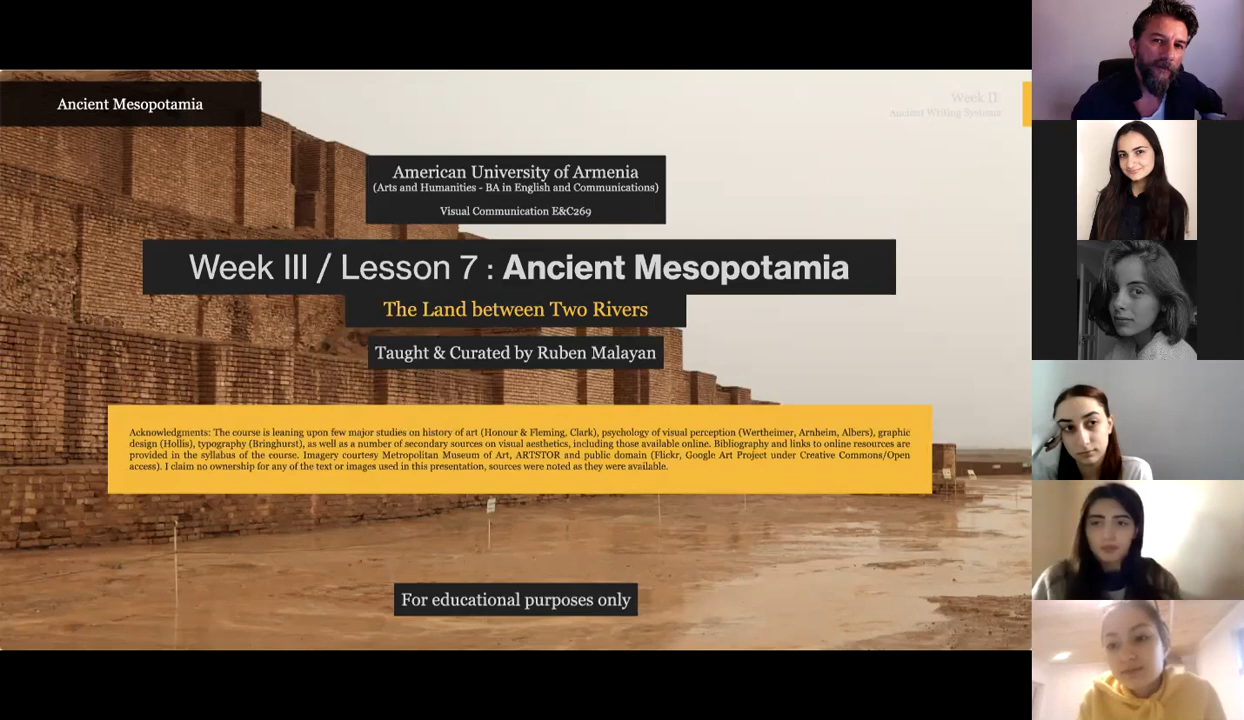 Ancient Mesopotamia
Week II
Ancient Writing Systems
American University of Armenia
(Arts and Humanities - BA in English and Communications)
Visual Communication E&C269
Week III / Lesson 7 : Ancient Mesopotamia
The Land between Two Rivers
Taught & Curated by Ruben Malayan
Acknowledgments: The course is leaning upon few major studies on history of art (Honour & Fleming, Clark), psychology of visual perception (Wertheimer, Arnheim, Albers), graphic
design (Hollis), typography (Bringhurst), as well as a number of secondary sources on visual aesthetics, including those available online. Bibliography and links to online resources are
provided in the syllabus of the course. Imagery courtesy Metropolitan Museum of Art, ARTSTOR and public domain (Flickr, Google Art Project under Creative Commons/Open
access). I claim no ownership for any of the text or images used in this presentation, sources were noted as they were available.
For educational purposes only